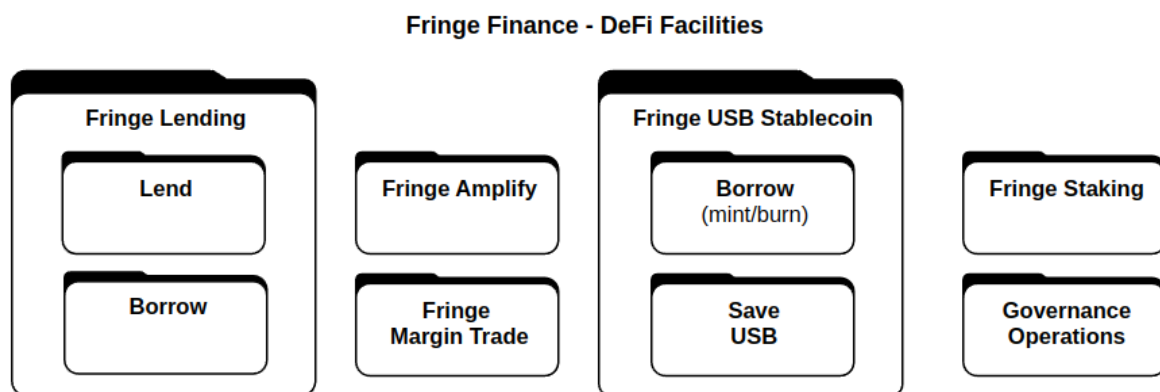 Fringe Finance - DeFi Facilities
Fringe Lending
Lend
Borrow
Fringe Amplify
Fringe
Margin Trade
Fringe USB Stablecoin
Borrow
(mint/burn)
Save
USB
Fringe Staking
Governance
Operations